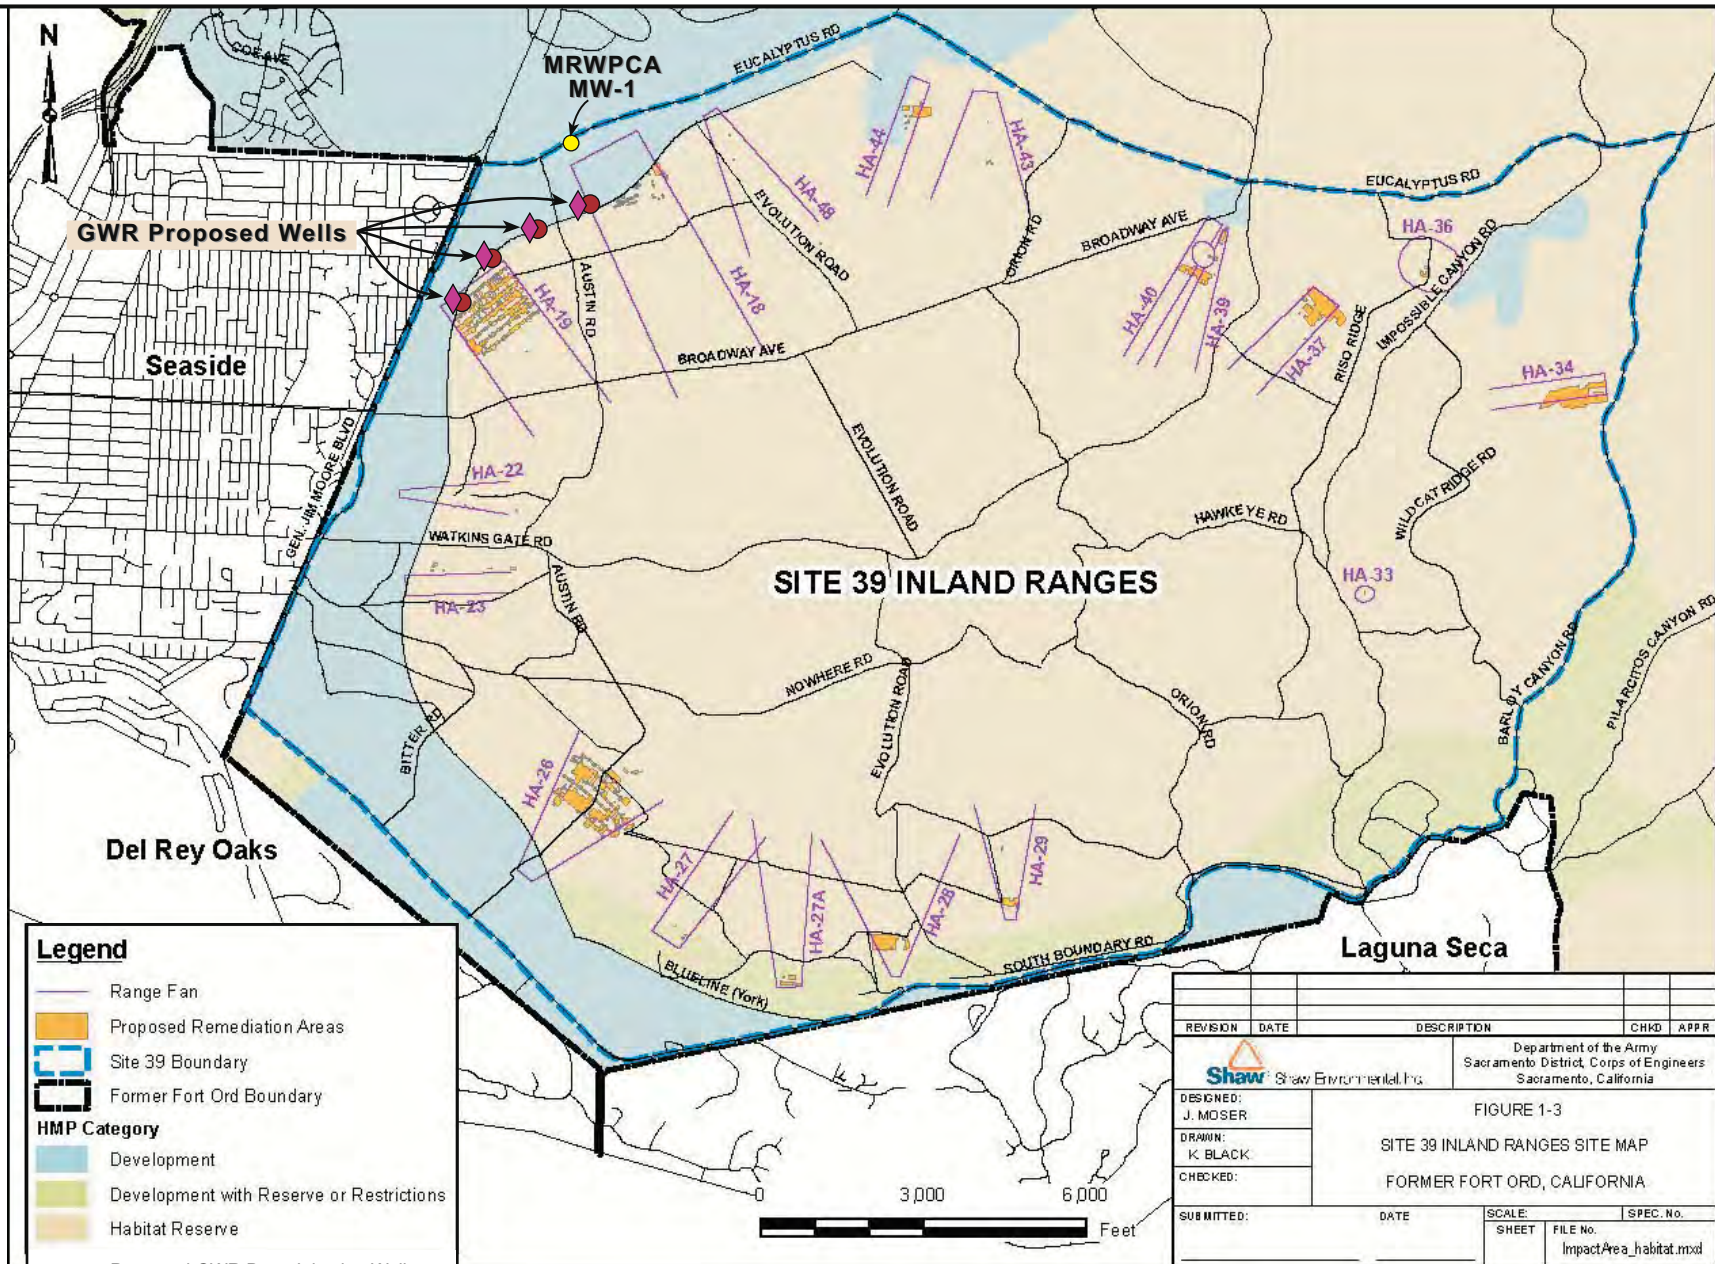 N
COE AVE
MRWPCA
MW-1
EUCALYPTUS RD
GWR Proposed Wells
HA-44
HA-43
HA-48
EVOLUTION ROAD
ORION RD
BROADWAY AVE
EUCALYPTUS RD
HA-36
IMPOSSIBLE CANYON RD
HA-19
AUSTIN RD
HA-18
HA-40
HA-39
HA-37
RISO RIDGE
HA-34
Seaside
BROADWAY AVE
GEN. JIM MOORE BLVD
HA-22
EVOLUTION ROAD
WILDCAT RIDGE RD
HAWKEYE RD
WATKINS GATE RD
SITE 39 INLAND RANGES
HA-33
HA-23
AUSTIN RD
NOWHERE RD
EVOLUTION ROAD
ORION RD
BARLOY CANYON RD
PILARCITOS CANYON RD
BITTER RD
HA-26
Del Rey Oaks
HA-27
HA-27A
HA-28
HA-29
SOUTH BOUNDARY RD
BLUELINE (York)
Laguna Seca
Legend
Range Fan
Proposed Remediation Areas
Site 39 Boundary
Former Fort Ord Boundary
HMP Category
Development
Development with Reserve or Restrictions
Habitat Reserve
0 3,000 6,000
Feet
REVISION DATE DESCRIPTION CHKD APPR
Shaw Shaw Environmental, Inc.
Department of the Army
Sacramento District, Corps of Engineers
Sacramento, California
DESIGNED:
J. MOSER
DRAWN:
K. BLACK
CHECKED:
FIGURE 1-3
SITE 39 INLAND RANGES SITE MAP
FORMER FORT ORD, CALIFORNIA
SUBMITTED: DATE
SCALE: SPEC. No.
SHEET FILE No.
ImpactArea_habitat.mxd